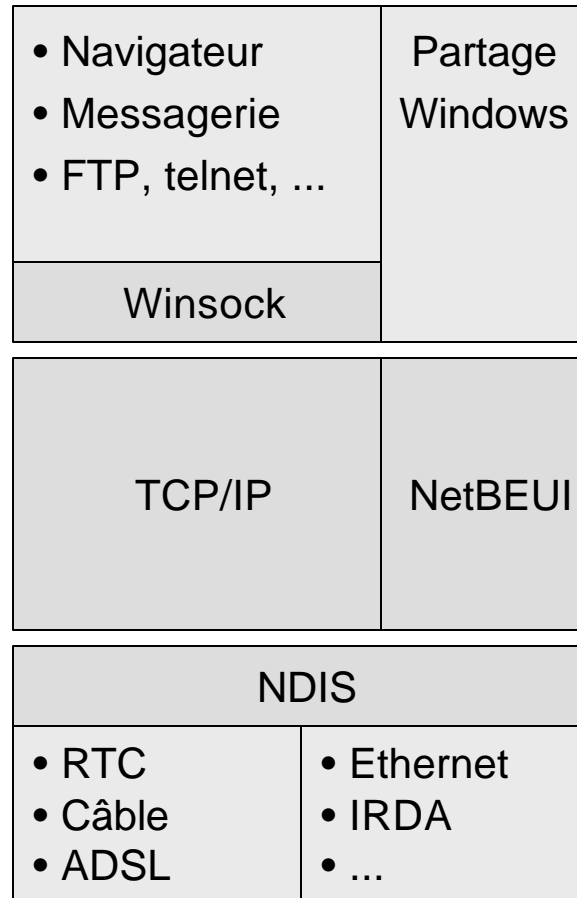 • Navigateur
• Messagerie
• FTP, telnet, ...
Winsock
Partage
Windows
TCP/IP
NetBEUI
NDIS
• RTC
• Câble
• ADSL
• Ethernet
• IRDA
• ...